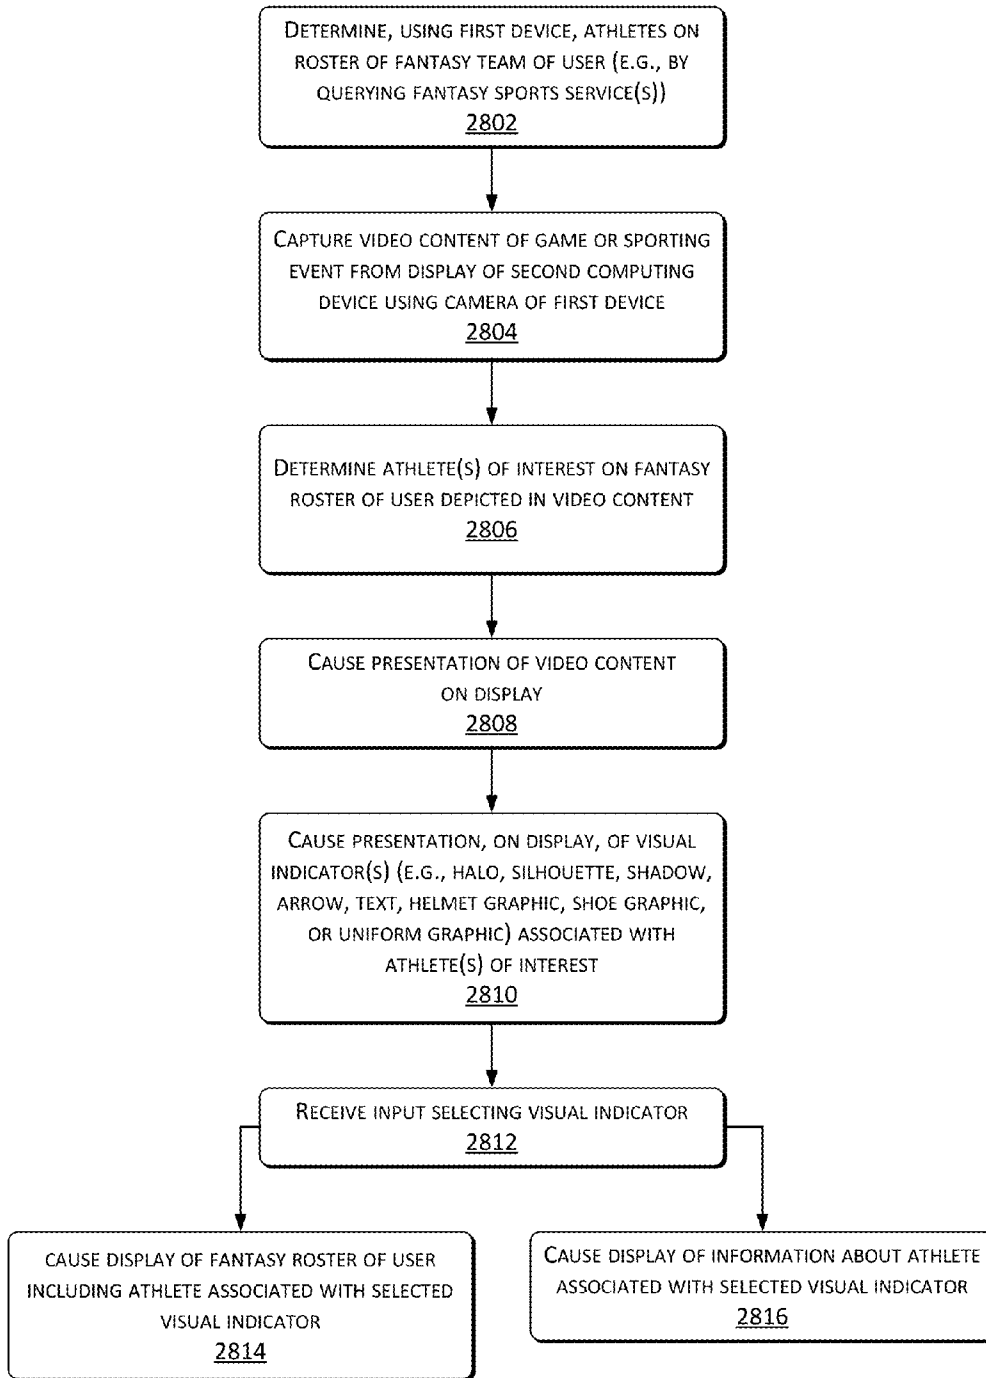 DETERMINE, USING FIRST DEVICE, ATHLETES ON
ROSTER OF FANTASY TEAM OF USER (E.G., BY
QUERYING FANTASY SPORTS SERVICE(S))
2802
CAPTURE VIDEO CONTENT OF GAME OR SPORTING
EVENT FROM DISPLAY OF SECOND COMPUTING
DEVICE USING CAMERA OF FIRST DEVICE
2804
DETERMINE ATHLETE(S) OF INTEREST ON FANTASY
ROSTER OF USER DEPICTED IN VIDEO CONTENT
2806
CAUSE PRESENTATION OF VIDEO CONTENT
ON DISPLAY
2808
CAUSE PRESENTATION, ON DISPLAY, OF VISUAL
INDICATOR(S) (E.G., HALO, SILHOUETTE, SHADOW,
ARROW, TEXT, HELMET GRAPHIC, SHOE GRAPHIC,
OR UNIFORM GRAPHIC) ASSOCIATED WITH
ATHLETE(S) OF INTEREST
2810
RECEIVE INPUT SELECTING VISUAL INDICATOR
2812
CAUSE DISPLAY OF FANTASY ROSTER OF USER
INCLUDING ATHLETE ASSOCIATED WITH SELECTED
VISUAL INDICATOR
2814
CAUSE DISPLAY OF INFORMATION ABOUT ATHLETE
ASSOCIATED WITH SELECTED VISUAL INDICATOR
2816